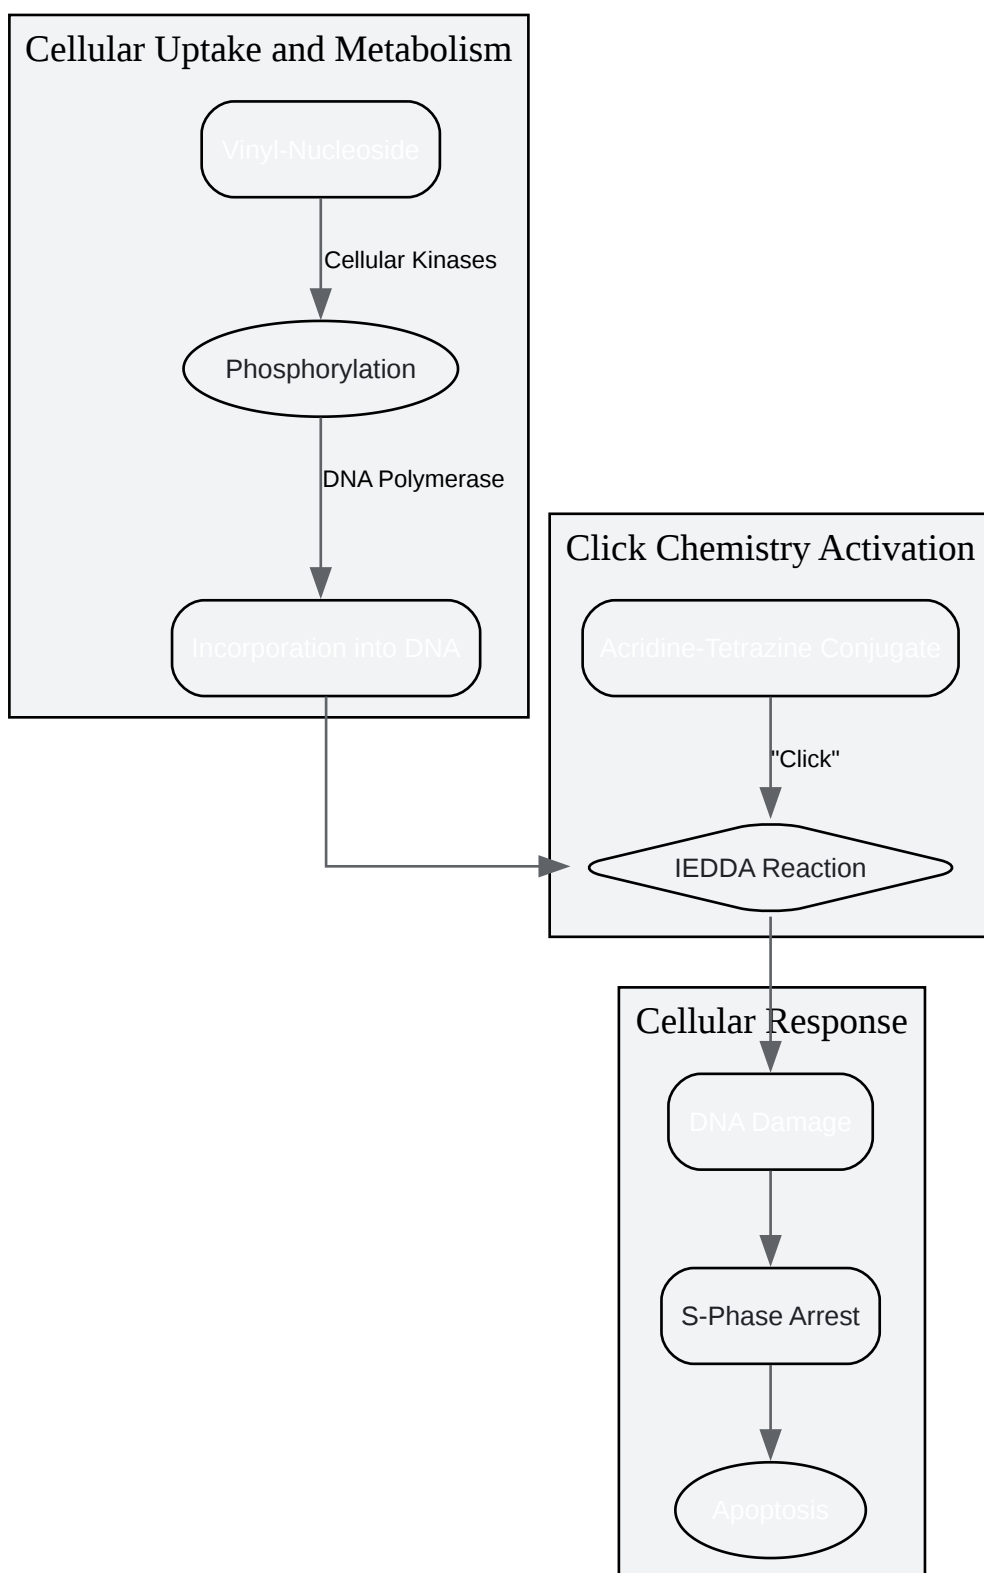 Cellular Uptake and Metabolism
Vinyl-Nucleoside
Cellular Kinases
Phosphorylation
DNA Polymerase
Incorporation into DNA
Click Chemistry Activation
Acridine-Tetrazine Conjugate
"Click"
IEDDA Reaction
Cellular Response
DNA Damage
S-Phase Arrest
Apoptosis